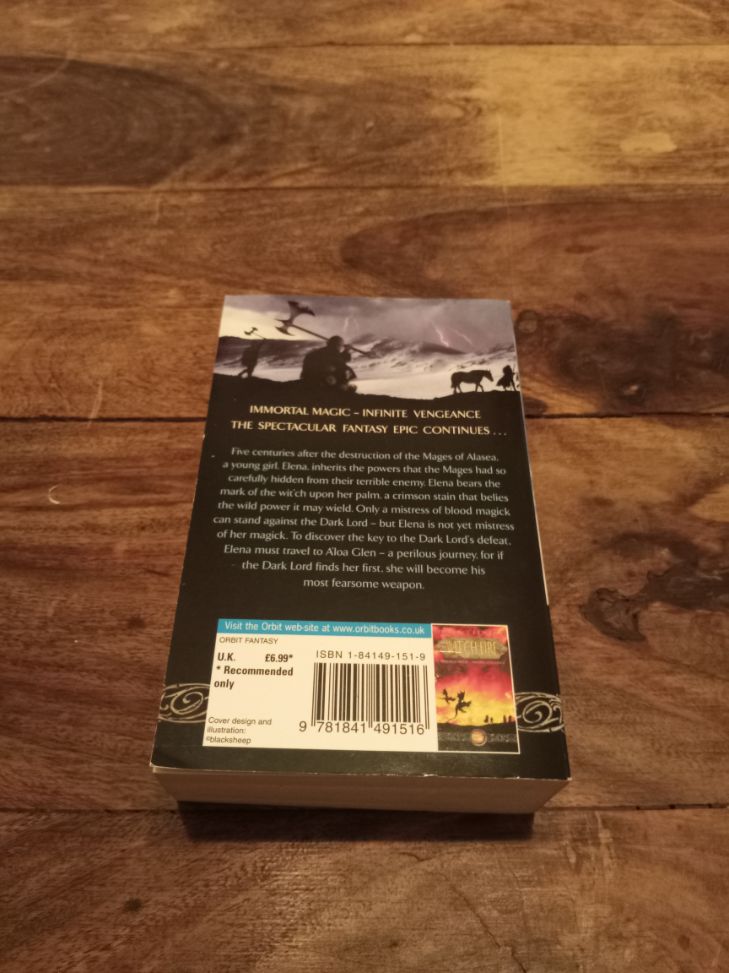 IMMORTAL MAGIC – INFINITE VENGEANCE
THE SPECTACULAR FANTASY EPIC CONTINUES...
Five centuries after the destruction of the Mages of Alasea,
a young girl, Elena, inherits the powers that the Mages had so
carefully hidden from their terrible enemy. Elena bears the
mark of the wit'ch upon her palm, a crimson stain that belies
the wild power it may wield. Only a mistress of blood magick
can stand against the Dark Lord – but Elena is not yet mistress
of her magick. To discover the key to the Dark Lord's defeat,
Elena must travel to A'loa Glen – a perilous journey, for if
the Dark Lord finds her first, she will become his
most fearsome weapon.
Visit the Orbit web-site at www.orbitbooks.co.uk
ORBIT FANTASY
U.K. £6.99*
* Recommended
only
ISBN 1-84149-151-9
9 781841 491516
Cover design and
illustration:
©blacksheep
WITCH FIRE